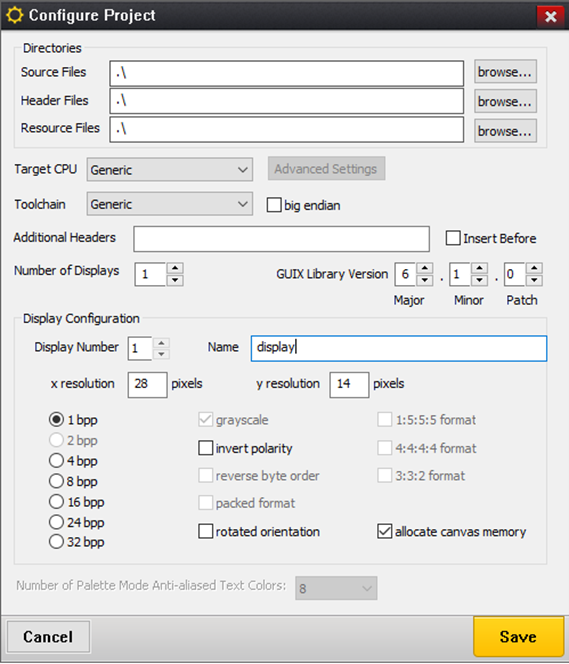 Configure Project
Directories
Source Files .\ browse...
Header Files .\ browse...
Resource Files .\ browse...
Target CPU Generic Advanced Settings
Toolchain Generic big endian
Additional Headers Insert Before
Number of Displays 1 GUIX Library Version 6 . 1 . 0
Major Minor Patch
Display Configuration
Display Number 1 Name display
x resolution 28 pixels y resolution 14 pixels
1 bpp grayscale 1:5:5:5 format
2 bpp invert polarity 4:4:4:4 format
4 bpp
8 bpp reverse byte order 3:3:2 format
16 bpp packed format
24 bpp rotated orientation allocate canvas memory
32 bpp
Number of Palette Mode Anti-aliased Text Colors: 8
Cancel Save